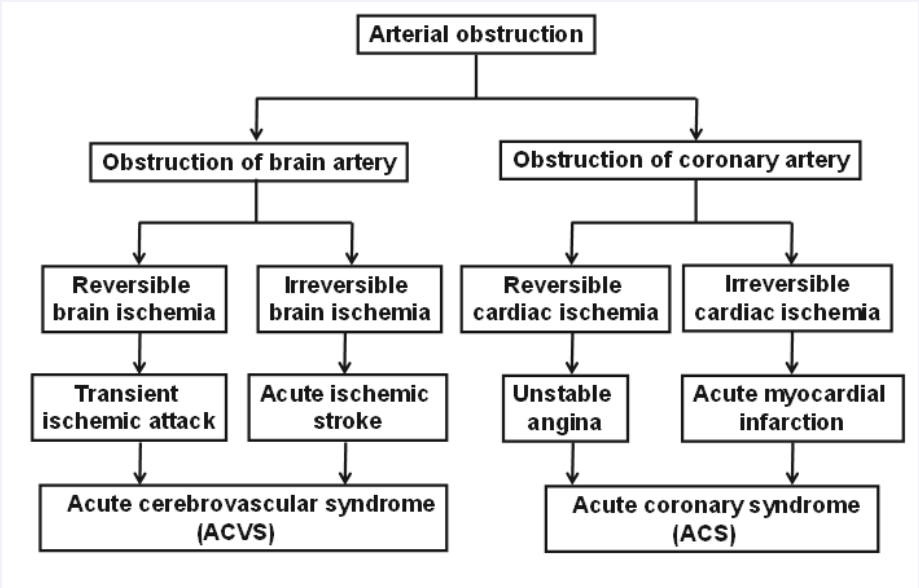 Arterial obstruction
Obstruction of brain artery
Obstruction of coronary artery
Reversible
brain ischemia
Irreversible
brain ischemia
Reversible
cardiac ischemia
Irreversible
cardiac ischemia
Transient
ischemic attack
Acute ischemic
stroke
Unstable
angina
Acute myocardial
infarction
Acute cerebrovascular syndrome
(ACVS)
Acute coronary syndrome
(ACS)